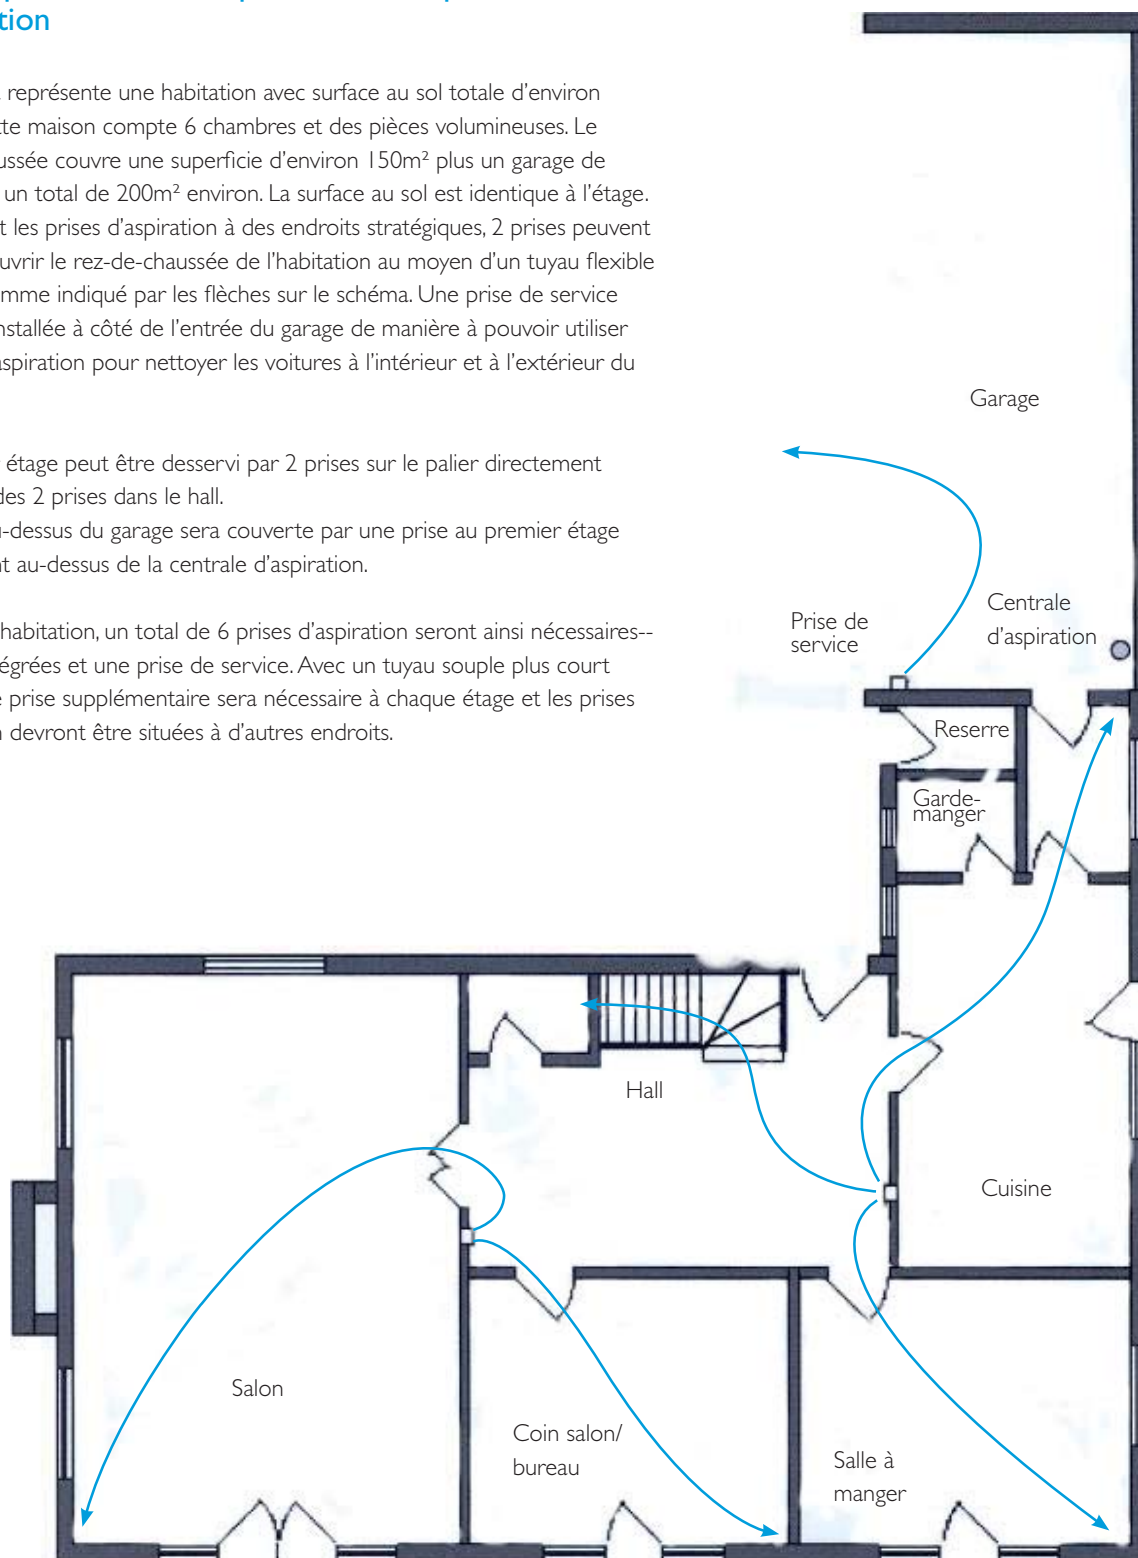 tion
représente une habitation avec surface au sol totale d’environ
te maison compte 6 chambres et des pièces volumineuses. Le
ussée couvre une superficie d’environ 150m² plus un garage de
un total de 200m² environ. La surface au sol est identique à l’étage.
t les prises d’aspiration à des endroits stratégiques, 2 prises peuvent
uvrir le rez-de-chaussée de l’habitation au moyen d’un tuyau flexible
mme indiqué par les flèches sur le schéma. Une prise de service
nstallée à côté de l’entrée du garage de manière à pouvoir utiliser
aspiration pour nettoyer les voitures à l’intérieur et à l’extérieur du
étage peut être desservi par 2 prises sur le palier directement
des 2 prises dans le hall.
u-dessus du garage sera couverte par une prise au premier étage
nt au-dessus de la centrale d’aspiration.
habitation, un total de 6 prises d’aspiration seront ainsi nécessaires--
égrées et une prise de service. Avec un tuyau souple plus court
e prise supplémentaire sera nécessaire à chaque étage et les prises
n devront être situées à d’autres endroits.
Garage
Centrale
d’aspiration
Prise de
service
Reserre
Garde-
manger
Hall
Cuisine
Salon
Coin salon/
bureau
Salle à
manger